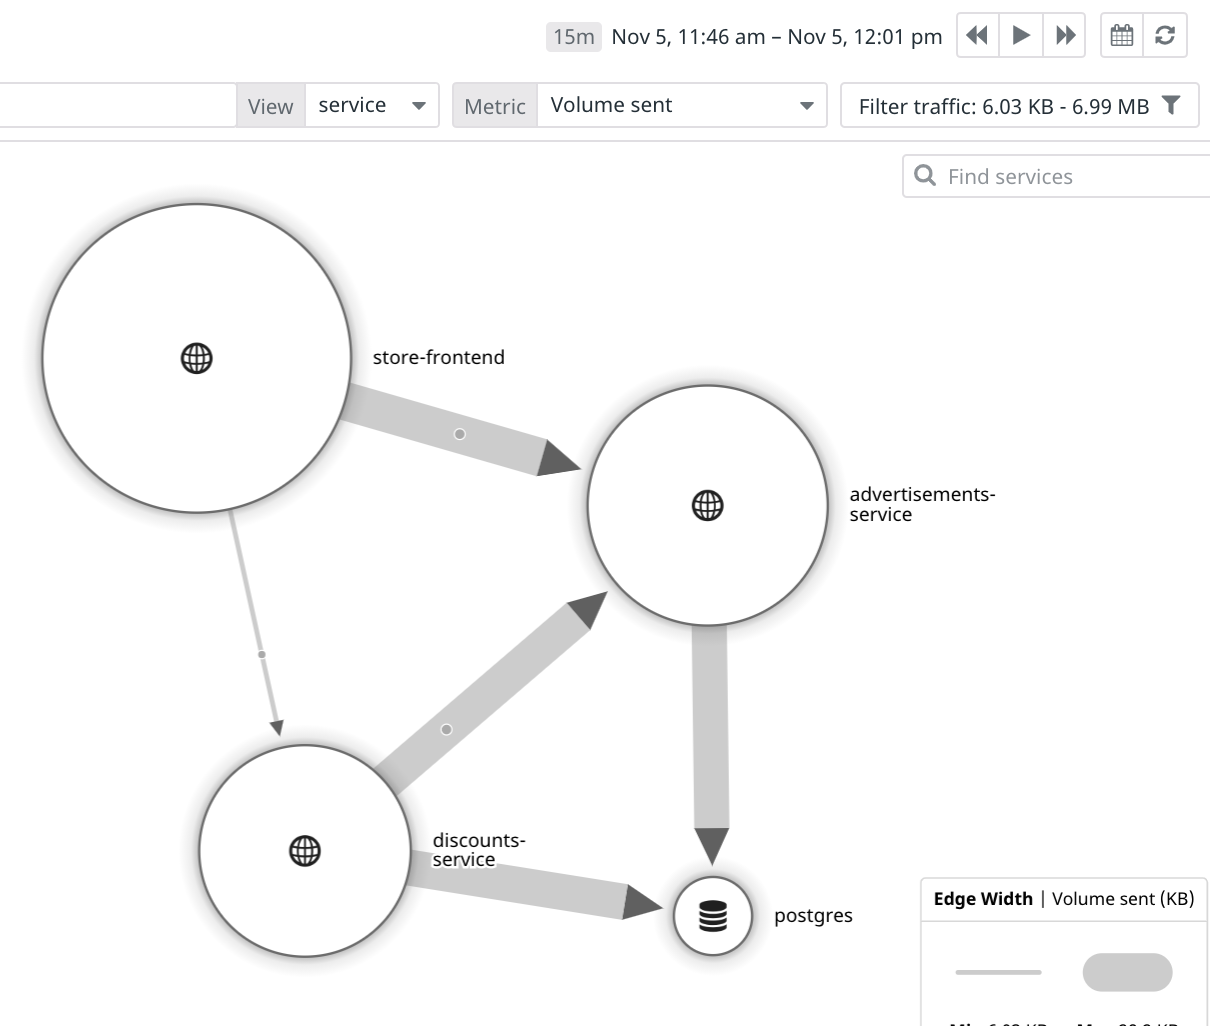 15m Nov 5, 11:46 am – Nov 5, 12:01 pm
View service Metric Volume sent Filter traffic: 6.03 KB - 6.99 MB
Find services
store-frontend
advertisements-
service
discounts-
service
postgres
Edge Width | Volume sent (KB)